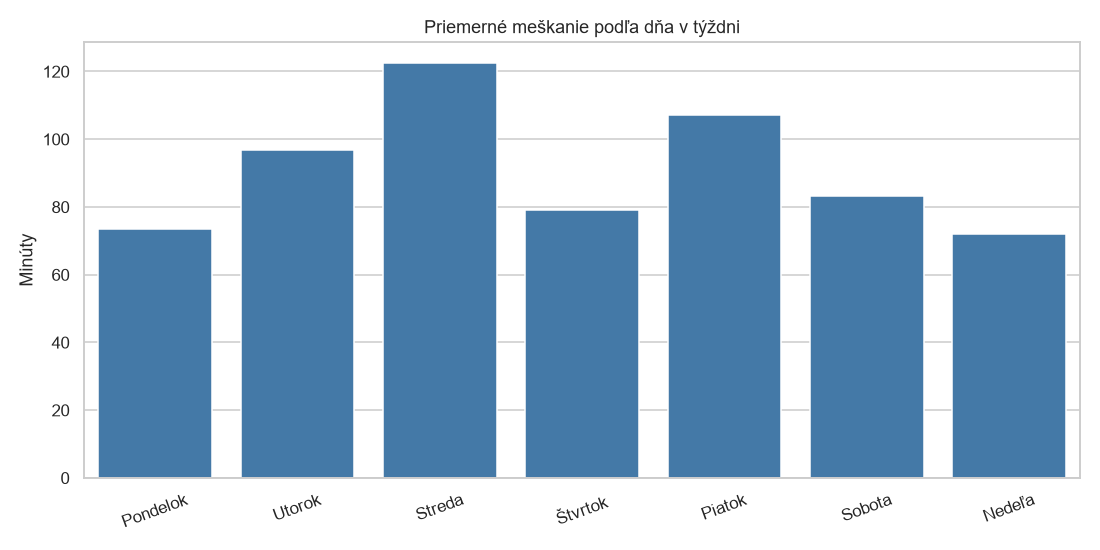 Priemerné meškanie podľa dňa v týždni
Minúty
120
100
80
60
40
20
0
Pondelok
Utorok
Streda
Štvrtok
Piatok
Sobota
Nedeľa